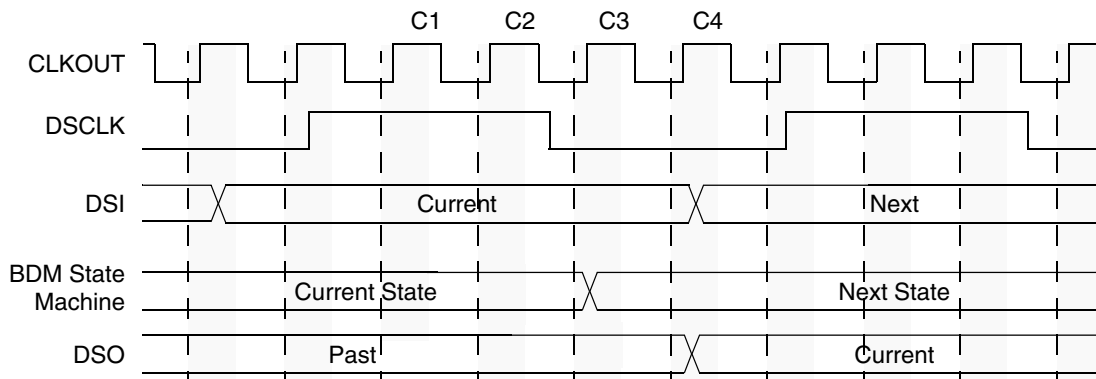 C1 C2 C3 C4
CLKOUT
DSCLK
DSI Current Next
BDM State
Machine Current State Next State
DSO Past Current